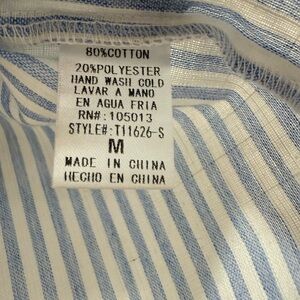 80%COTTON
20%POLYESTER
HAND WASH COLD
LAVAR A MANO
EN AGUA FRIA
RN#: 105013
STYLE#: T11626-S
M
MADE IN CHINA
HECHO EN CHINA